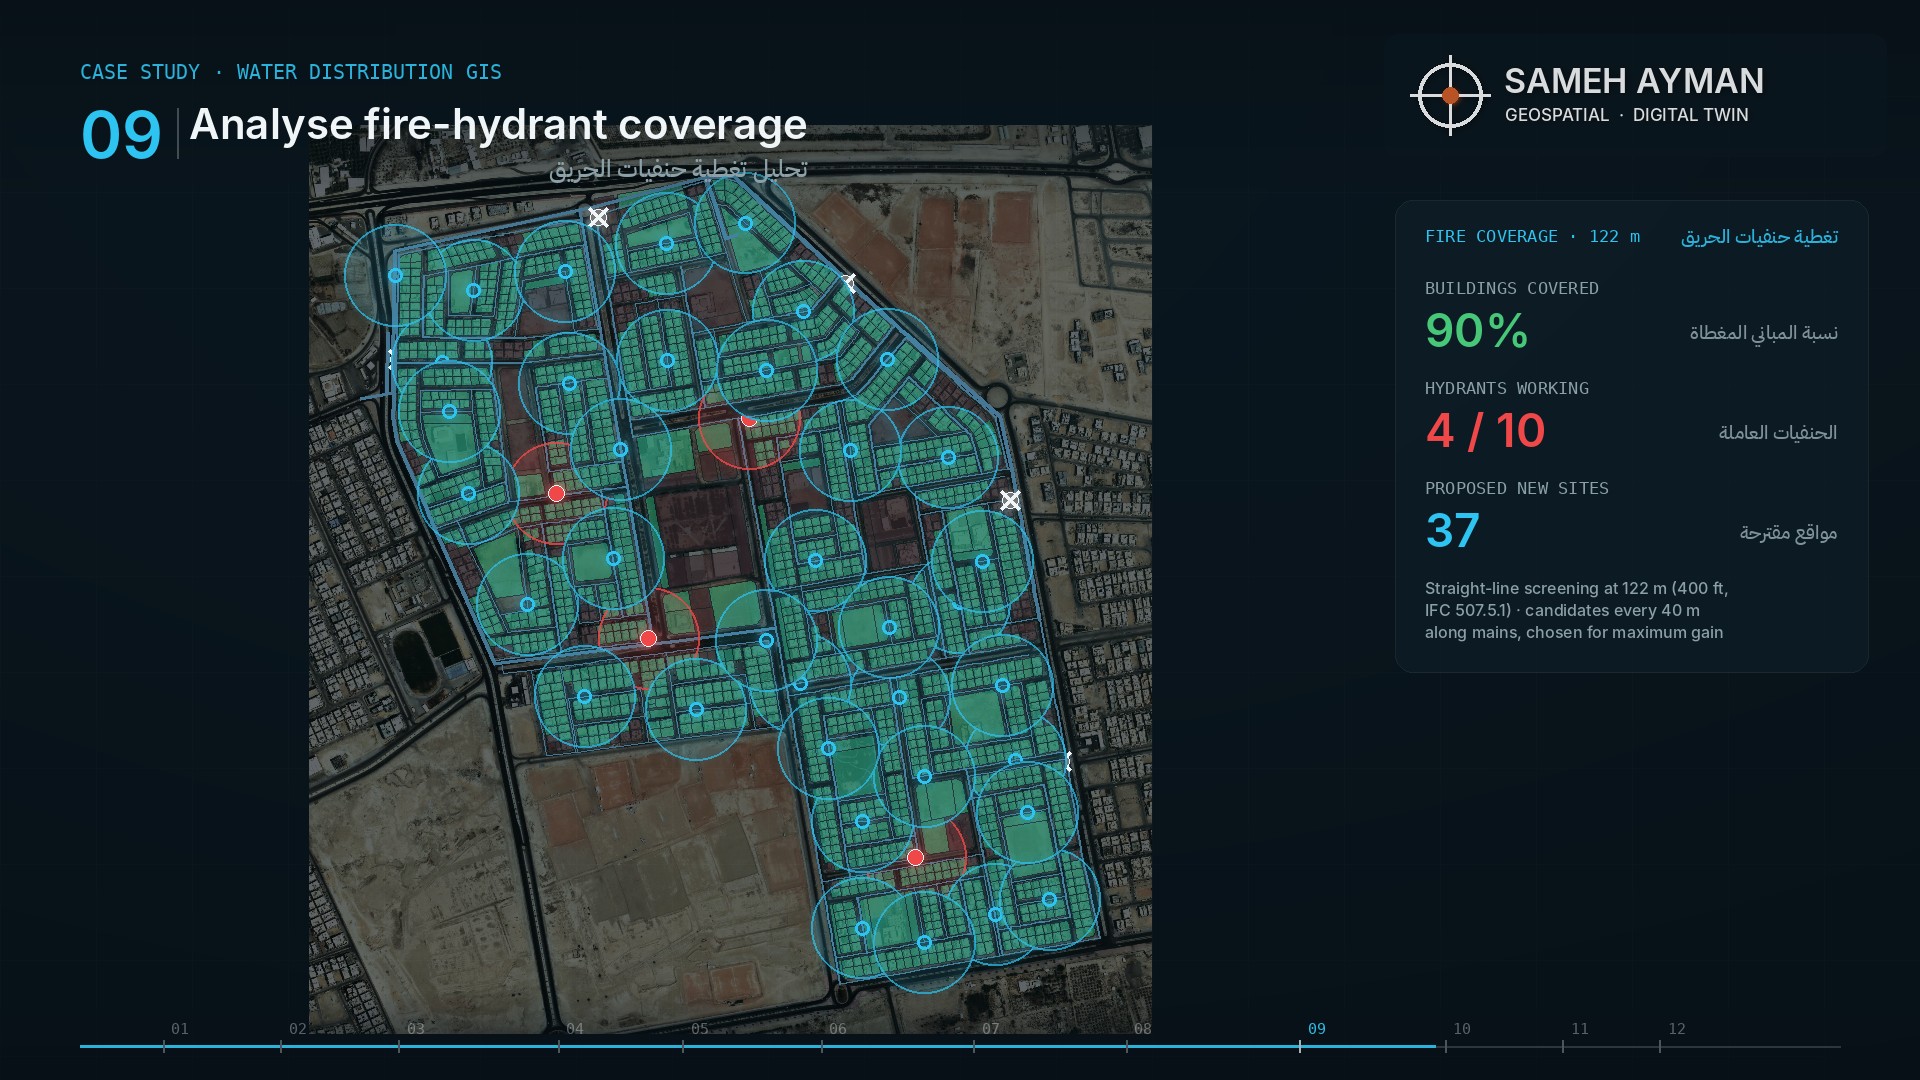 CASE STUDY · WATER DISTRIBUTION GIS
09
Analyse fire-hydrant coverage
تحليل تغطية حنفيات الحريق
SAMEH AYMAN
GEOSPATIAL · DIGITAL TWIN
FIRE COVERAGE · 122 m
تغطية حنفيات الحريق
BUILDINGS COVERED
90%
نسبة المباني المغطاة
HYDRANTS WORKING
4 / 10
الحنفيات العاملة
PROPOSED NEW SITES
37
مواقع مقترحة
Straight-line screening at 122 m (400 ft,
IFC 507.5.1) · candidates every 40 m
along mains, chosen for maximum gain
01 02 03 04 05 06 07 08 09 10 11 12